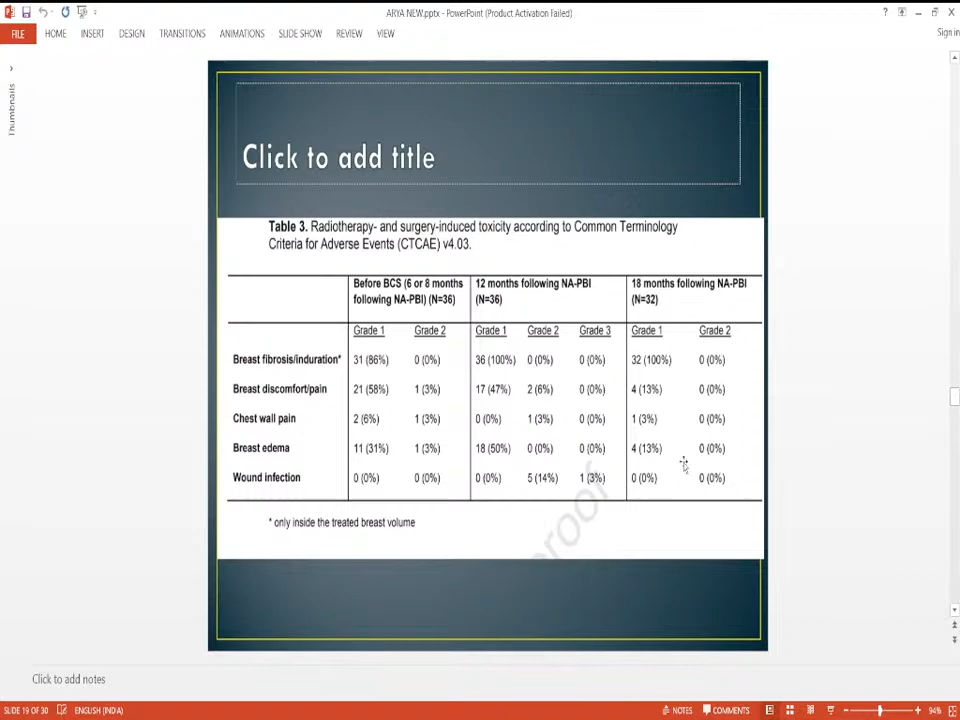 ARYA NEW.pptx - PowerPoint (Product Activation Failed)
?
Sign in
FILE HOME INSERT DESIGN TRANSITIONS ANIMATIONS SLIDE SHOW REVIEW VIEW
Thumbnails
Click to add title
Table 3. Radiotherapy- and surgery-induced toxicity according to Common Terminology
Criteria for Adverse Events (CTCAE) v4.03.
Before BCS (6 or 8 months 12 months following NA-PBI 18 months following NA-PBI
following NA-PBI) (N=36) (N=36) (N=32)
Grade 1 Grade 2 Grade 1 Grade 2 Grade 3 Grade 1 Grade 2
Breast fibrosis/induration* 31 (86%) 0 (0%) 36 (100%) 0 (0%) 0 (0%) 32 (100%) 0 (0%)
Breast discomfort/pain 21 (58%) 1 (3%) 17 (47%) 2 (6%) 0 (0%) 4 (13%) 0 (0%)
Chest wall pain 2 (6%) 1 (3%) 0 (0%) 1 (3%) 0 (0%) 1 (3%) 0 (0%)
Breast edema 11 (31%) 1 (3%) 18 (50%) 0 (0%) 0 (0%) 4 (13%) 0 (0%)
Wound infection 0 (0%) 0 (0%) 0 (0%) 5 (14%) 1 (3%) 0 (0%) 0 (0%)
* only inside the treated breast volume
proof
Click to add notes
SLIDE 19 OF 30 ENGLISH (INDIA) NOTES COMMENTS 94%